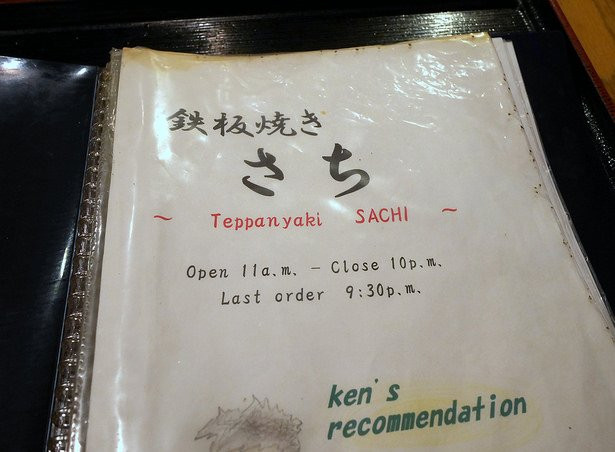 鉄板焼き
さち
~ Teppanyaki SACHI ~
Open 11a.m. – Close 10p.m.
Last order 9:30p.m.
ken's
recommendation